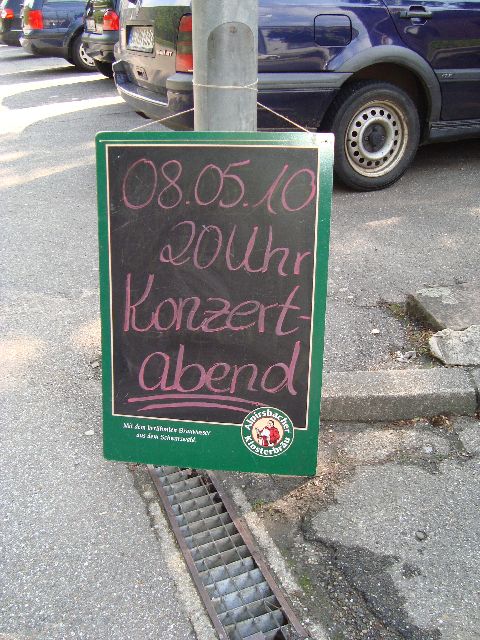 08.05.10
20 Uhr
Konzert-
abend
Mit dem berühmten Brauwasser
aus dem Schwarzwald.
Alpirsbacher
Klosterbräu